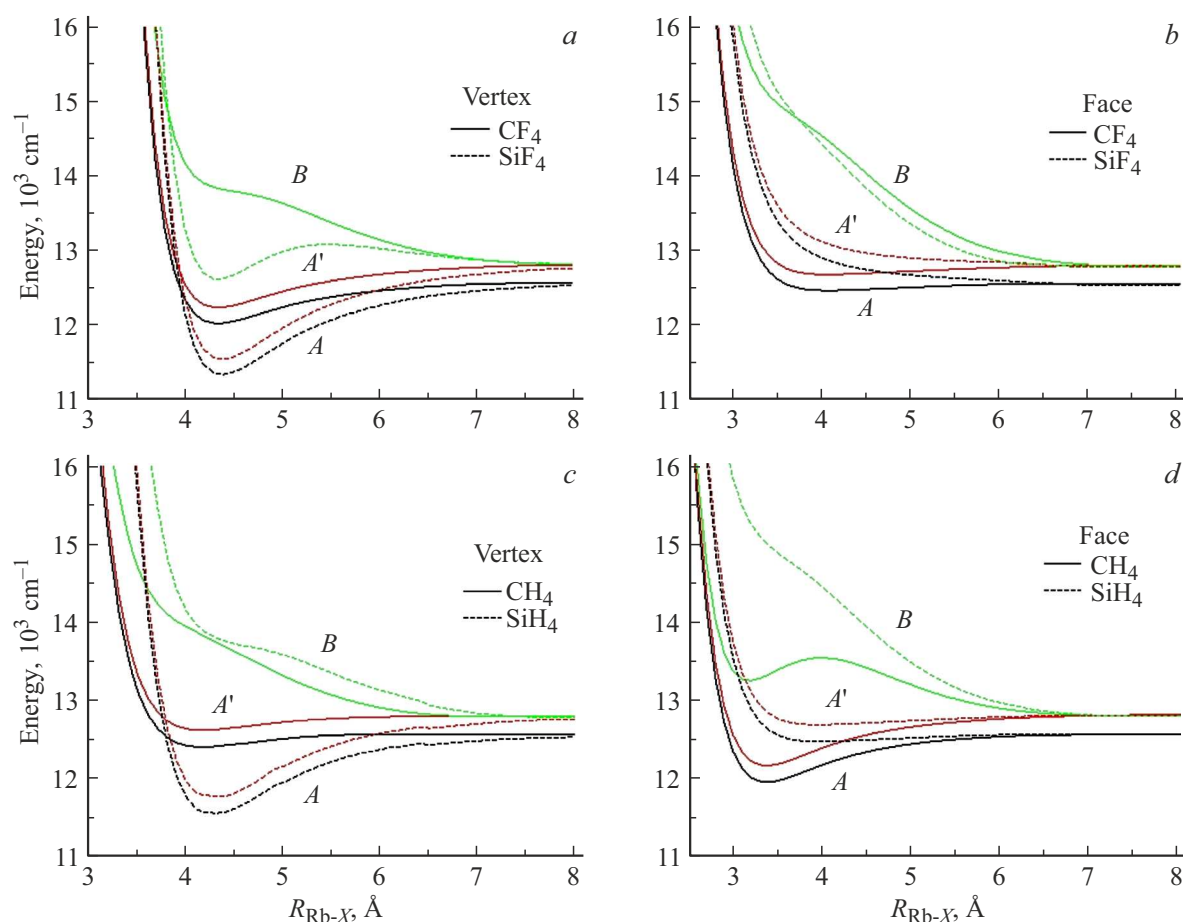 a
Vertex
CF4
SiF4
B
A'
A
16
15
14
13
12
11
Energy, 10³ cm⁻¹
3 4 5 6 7 8
b
Face
CF4
SiF4
B
A'
A
16
15
14
13
12
11
3 4 5 6 7 8
c
Vertex
CH4
SiH4
B
A'
A
16
15
14
13
12
11
Energy, 10³ cm⁻¹
3 4 5 6 7 8
R Rb-X, Å
d
Face
CH4
SiH4
B
A'
A
16
15
14
13
12
11
3 4 5 6 7 8
R Rb-X, Å